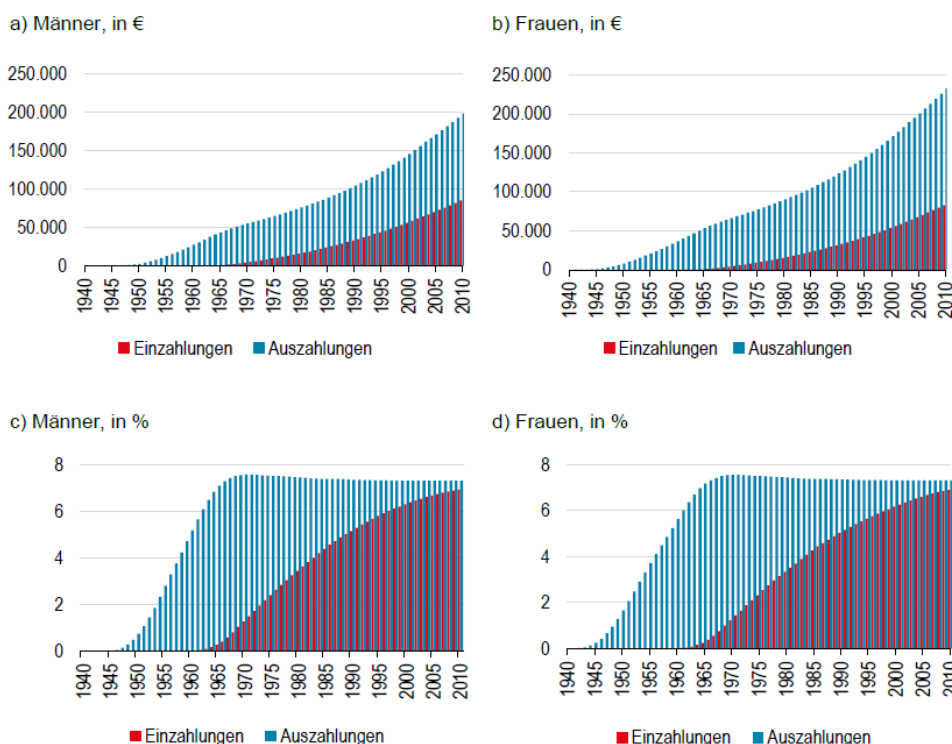 a) Männer, in €
250.000
200.000
150.000
100.000
50.000
0
1940 1945 1950 1955 1960 1965 1970 1975 1980 1985 1990 1995 2000 2005 2010
Einzahlungen Auszahlungen
b) Frauen, in €
250.000
200.000
150.000
100.000
50.000
0
1940 1945 1950 1955 1960 1965 1970 1975 1980 1985 1990 1995 2000 2005 2010
Einzahlungen Auszahlungen
c) Männer, in %
8
6
4
2
0
1940 1945 1950 1955 1960 1965 1970 1975 1980 1985 1990 1995 2000 2005 2010
Einzahlungen Auszahlungen
d) Frauen, in %
8
6
4
2
0
1940 1945 1950 1955 1960 1965 1970 1975 1980 1985 1990 1995 2000 2005 2010
Einzahlungen Auszahlungen